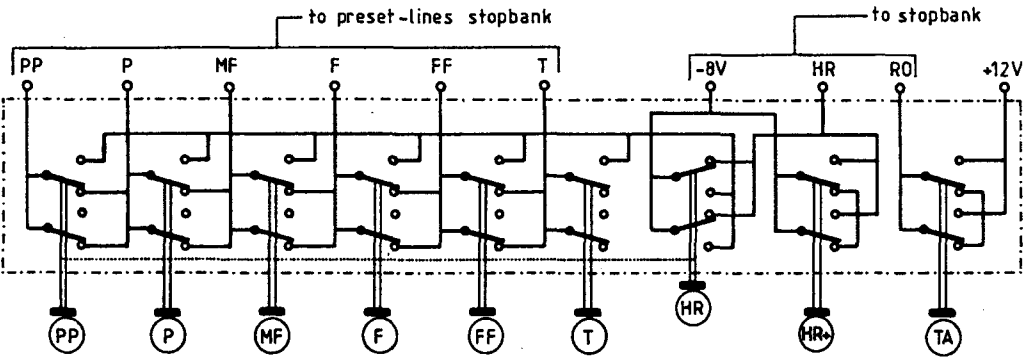 to preset-lines stopbank
to stopbank
PP P MF F FF T -8V HR RO +12V
PP P MF F FF T HR HR+ TA